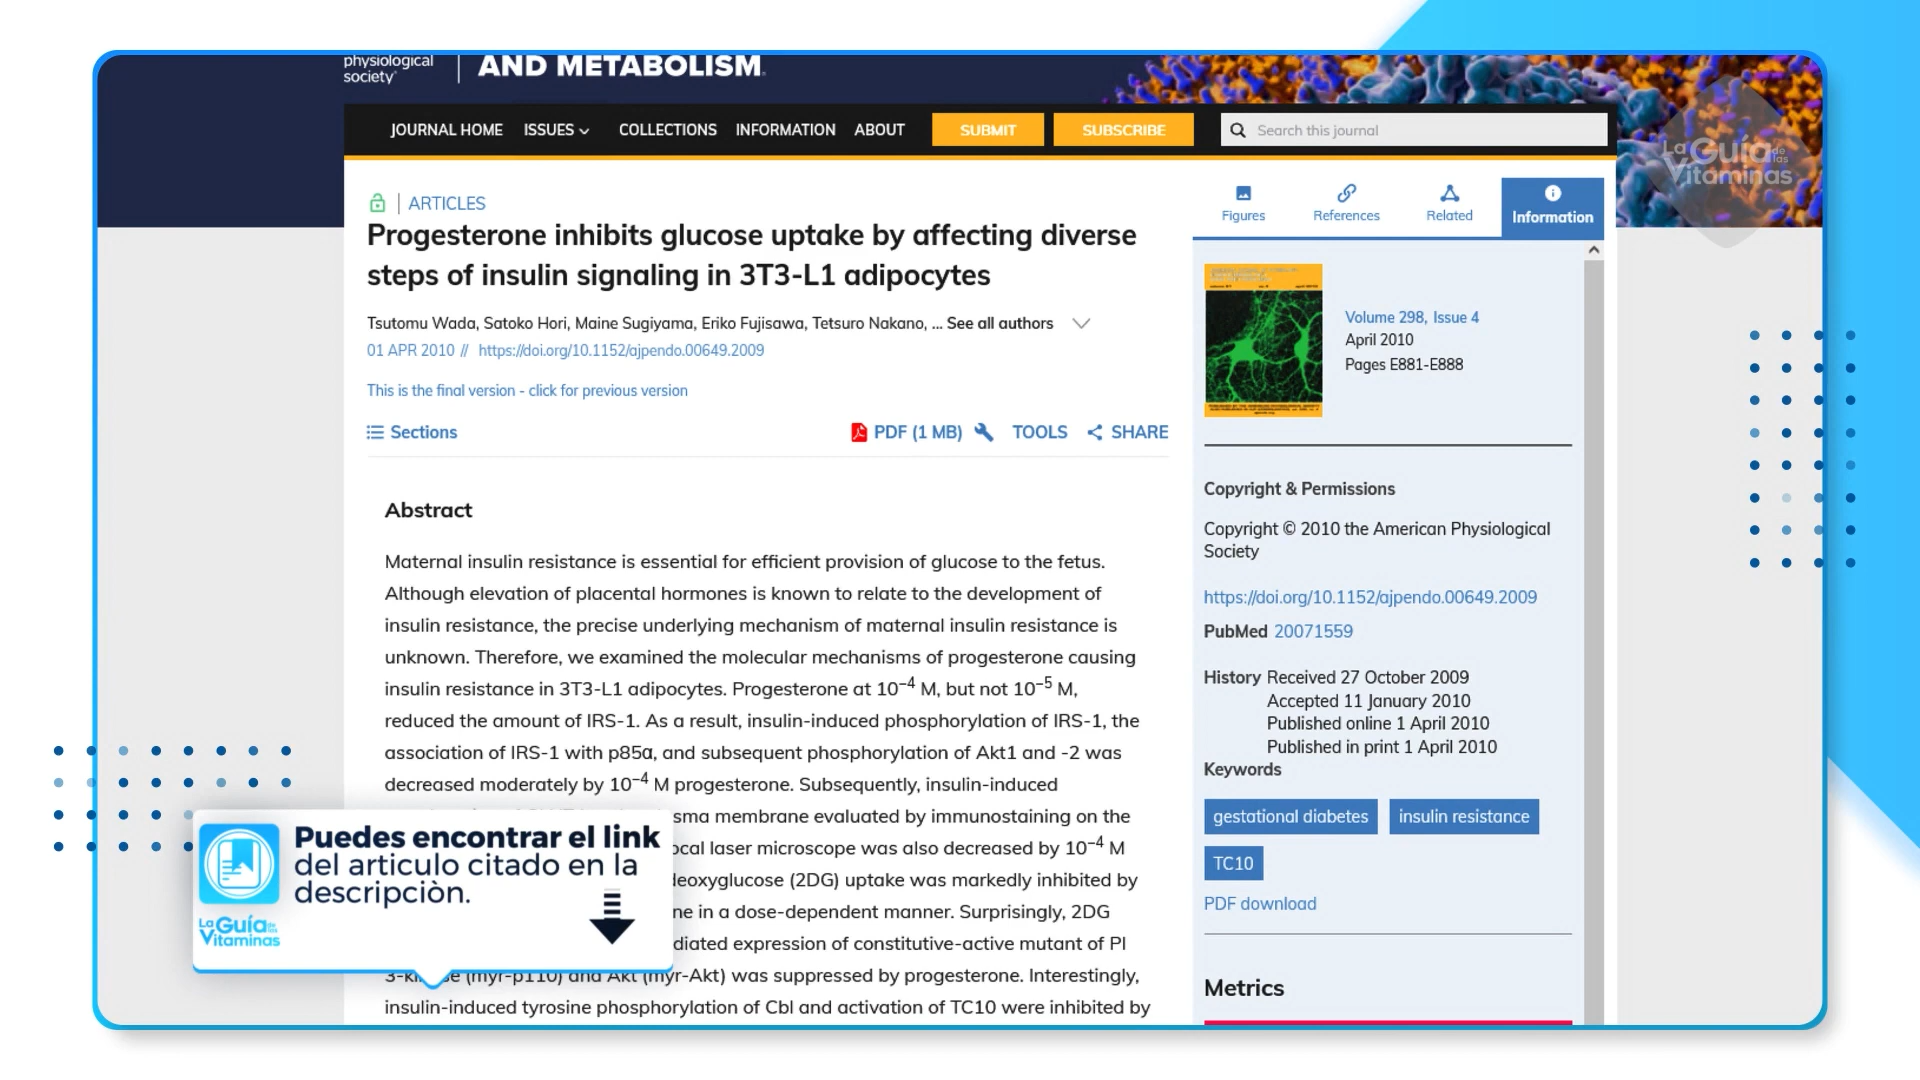 physiological
society
AND METABOLISM
JOURNAL HOME ISSUES COLLECTIONS INFORMATION ABOUT SUBMIT SUBSCRIBE Search this journal
La Guía de las
Vitaminas
ARTICLES
Progesterone inhibits glucose uptake by affecting diverse
steps of insulin signaling in 3T3-L1 adipocytes
Tsutomu Wada, Satoko Hori, Maine Sugiyama, Eriko Fujisawa, Tetsuro Nakano, ... See all authors
01 APR 2010 // https://doi.org/10.1152/ajpendo.00649.2009
This is the final version - click for previous version
Sections PDF (1 MB) TOOLS SHARE
Abstract
Maternal insulin resistance is essential for efficient provision of glucose to the fetus.
Although elevation of placental hormones is known to relate to the development of
insulin resistance, the precise underlying mechanism of maternal insulin resistance is
unknown. Therefore, we examined the molecular mechanisms of progesterone causing
insulin resistance in 3T3-L1 adipocytes. Progesterone at 10⁻⁴ M, but not 10⁻⁵ M,
reduced the amount of IRS-1. As a result, insulin-induced phosphorylation of IRS-1, the
association of IRS-1 with p85α, and subsequent phosphorylation of Akt1 and -2 was
decreased moderately by 10⁻⁴ M progesterone. Subsequently, insulin-induced
membrane evaluated by immunostaining on the
laser microscope was also decreased by 10⁻⁴ M
deoxyglucose (2DG) uptake was markedly inhibited by
in a dose-dependent manner. Surprisingly, 2DG
expression of constitutive-active mutant of PI
(myr-p110) and Akt (myr-Akt) was suppressed by progesterone. Interestingly,
insulin-induced tyrosine phosphorylation of Cbl and activation of TC10 were inhibited by
Puedes encontrar el link
del articulo citado en la
descripciòn.
La Guía de las
Vitaminas
Figures References Related Information
Volume 298, Issue 4
April 2010
Pages E881-E888
Copyright & Permissions
Copyright © 2010 the American Physiological
Society
https://doi.org/10.1152/ajpendo.00649.2009
PubMed 20071559
History Received 27 October 2009
Accepted 11 January 2010
Published online 1 April 2010
Published in print 1 April 2010
Keywords
gestational diabetes insulin resistance
TC10
PDF download
Metrics